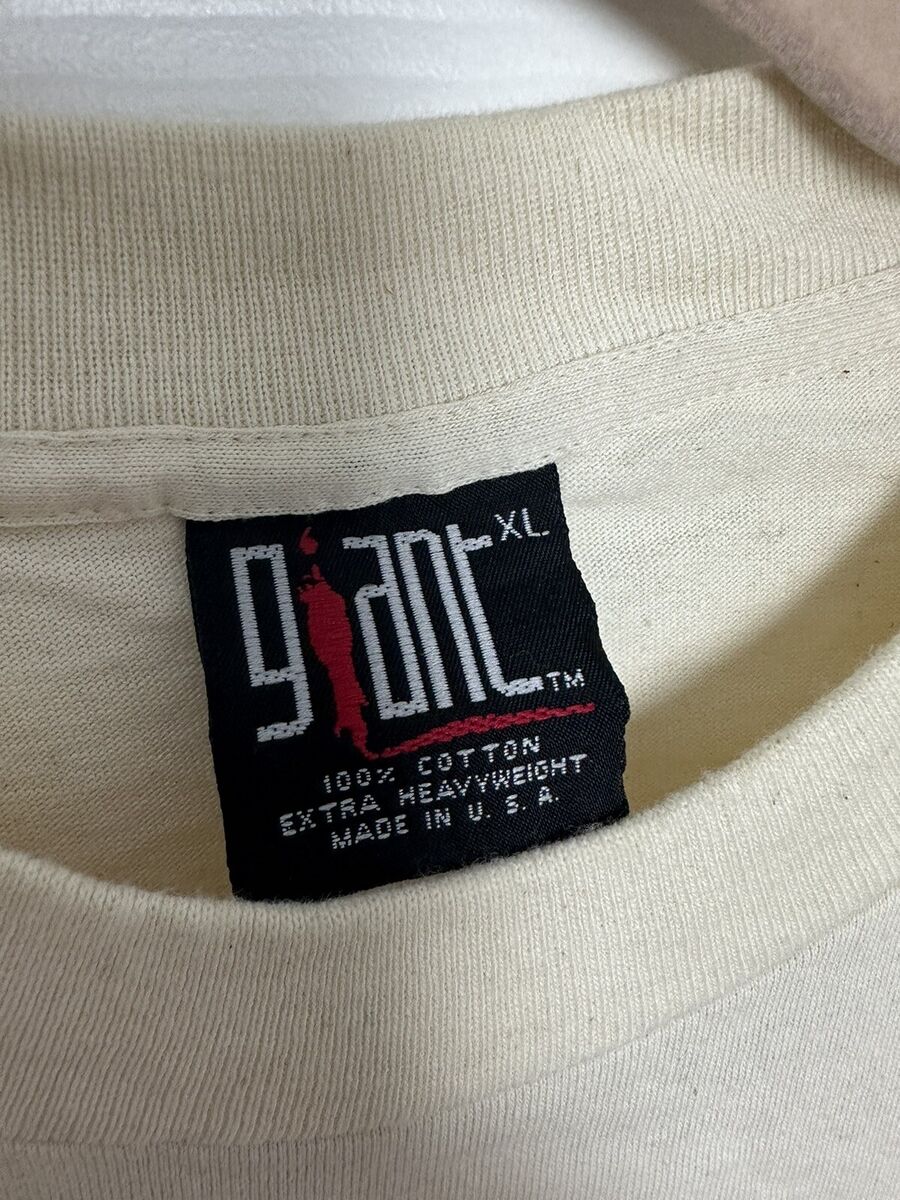 giant XL
TM
100% COTTON
EXTRA HEAVYWEIGHT
MADE IN U.S.A.